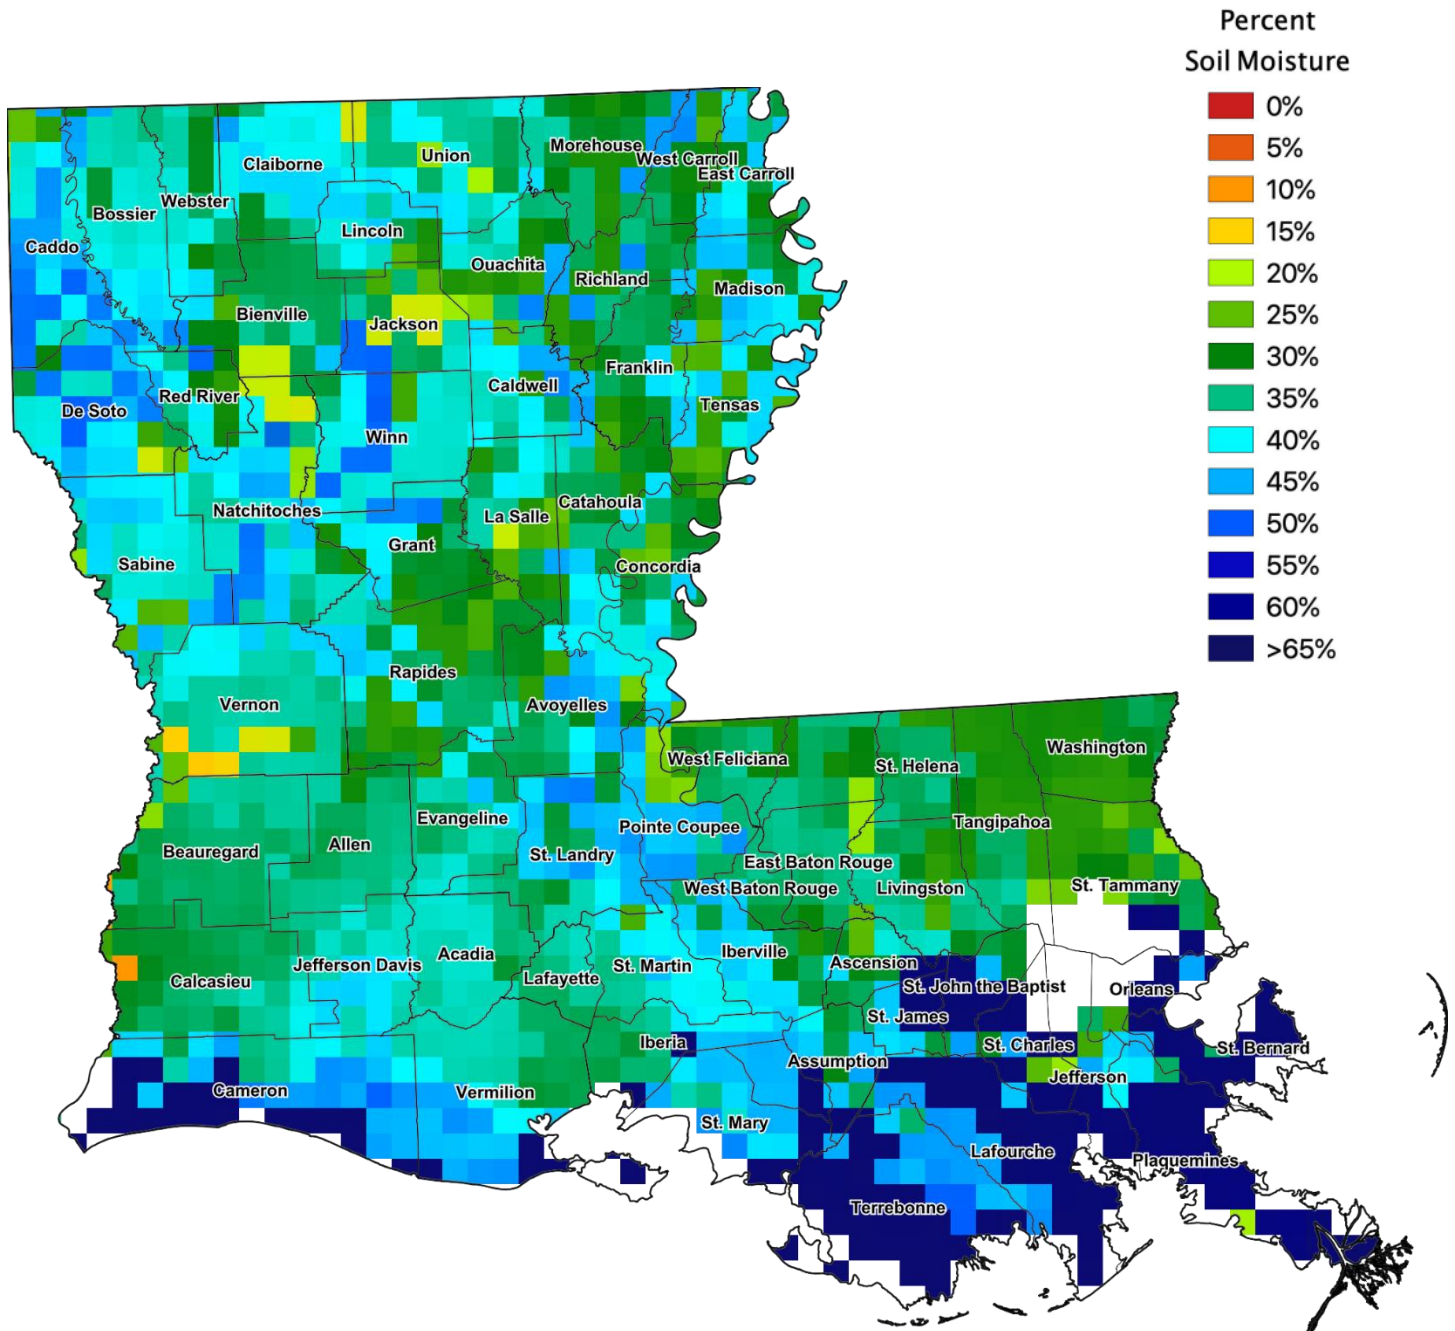 Percent
Soil Moisture
0%
5%
10%
15%
20%
25%
30%
35%
40%
45%
50%
55%
60%
>65%
Morehouse
Union
West Carroll
Claiborne
East Carroll
Webster
Bossier
Lincoln
Caddo
Ouachita
Richland
Madison
Bienville
Jackson
Franklin
Caldwell
Red River
Tensas
De Soto
Winn
Catahoula
Natchitoches
La Salle
Grant
Sabine
Concordia
Rapides
Vernon
Avoyelles
Washington
West Feliciana
St. Helena
Evangeline
Tangipahoa
Pointe Coupee
Allen
Beauregard
St. Landry
East Baton Rouge
St. Tammany
West Baton Rouge
Livingston
Iberville
Acadia
Ascension
Jefferson Davis
St. Martin
Lafayette
Calcasieu
St. John the Baptist
Orleans
St. James
Iberia
St. Charles
St. Bernard
Assumption
Jefferson
Cameron
Vermilion
St. Mary
Lafourche
Plaquemines
Terrebonne